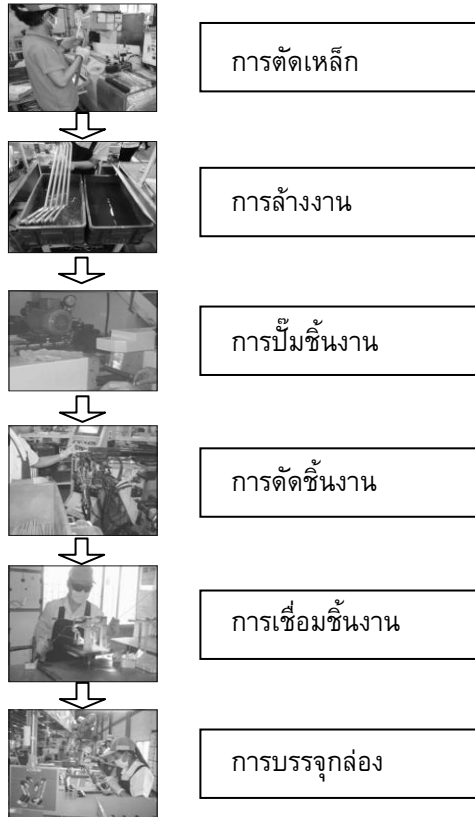 การตัดเหล็ก
การล้างงาน
การปั๊มชิ้นงาน
การดัดชิ้นงาน
การเชื่อมชิ้นงาน
การบรรจุกล่อง